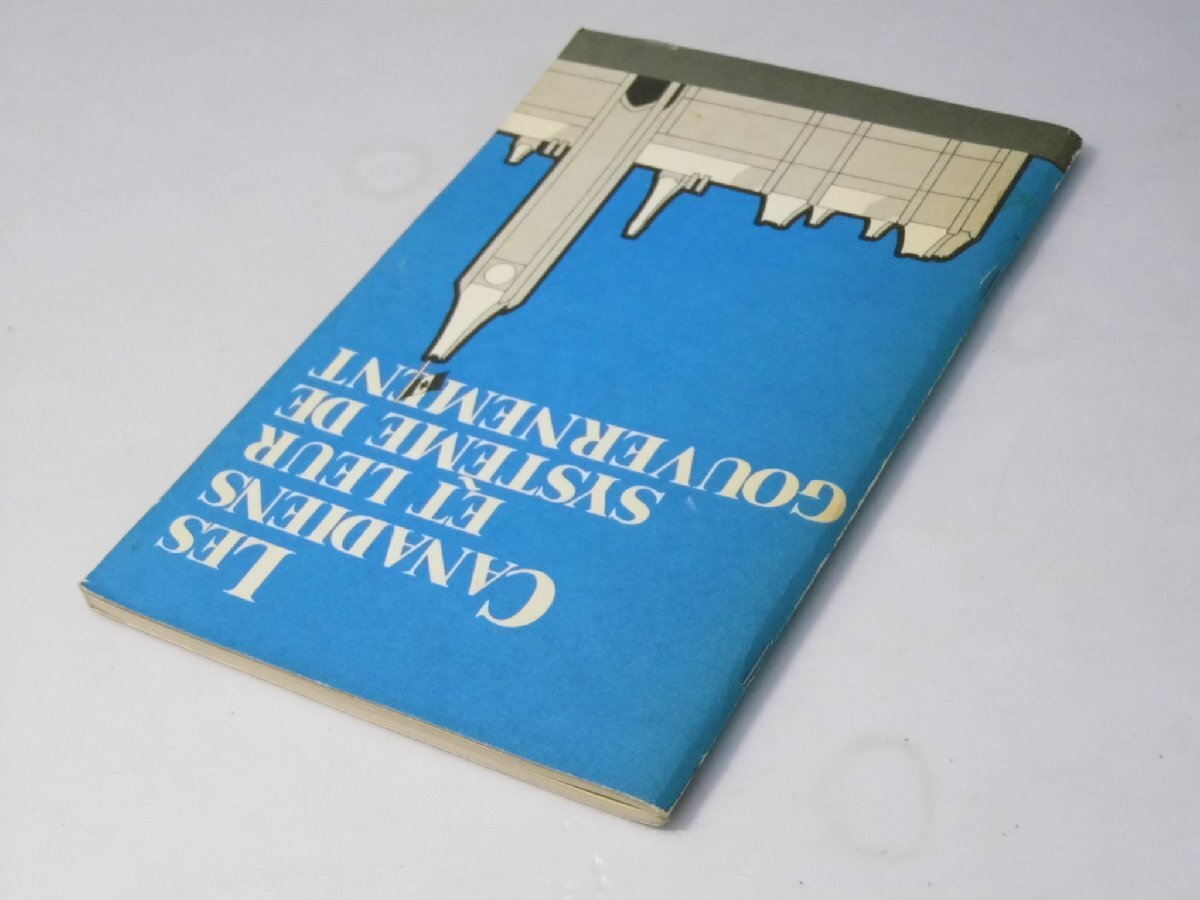 LES
CANADIENS
ET LEUR
SYSTÈME DE
GOUVERNEMENT